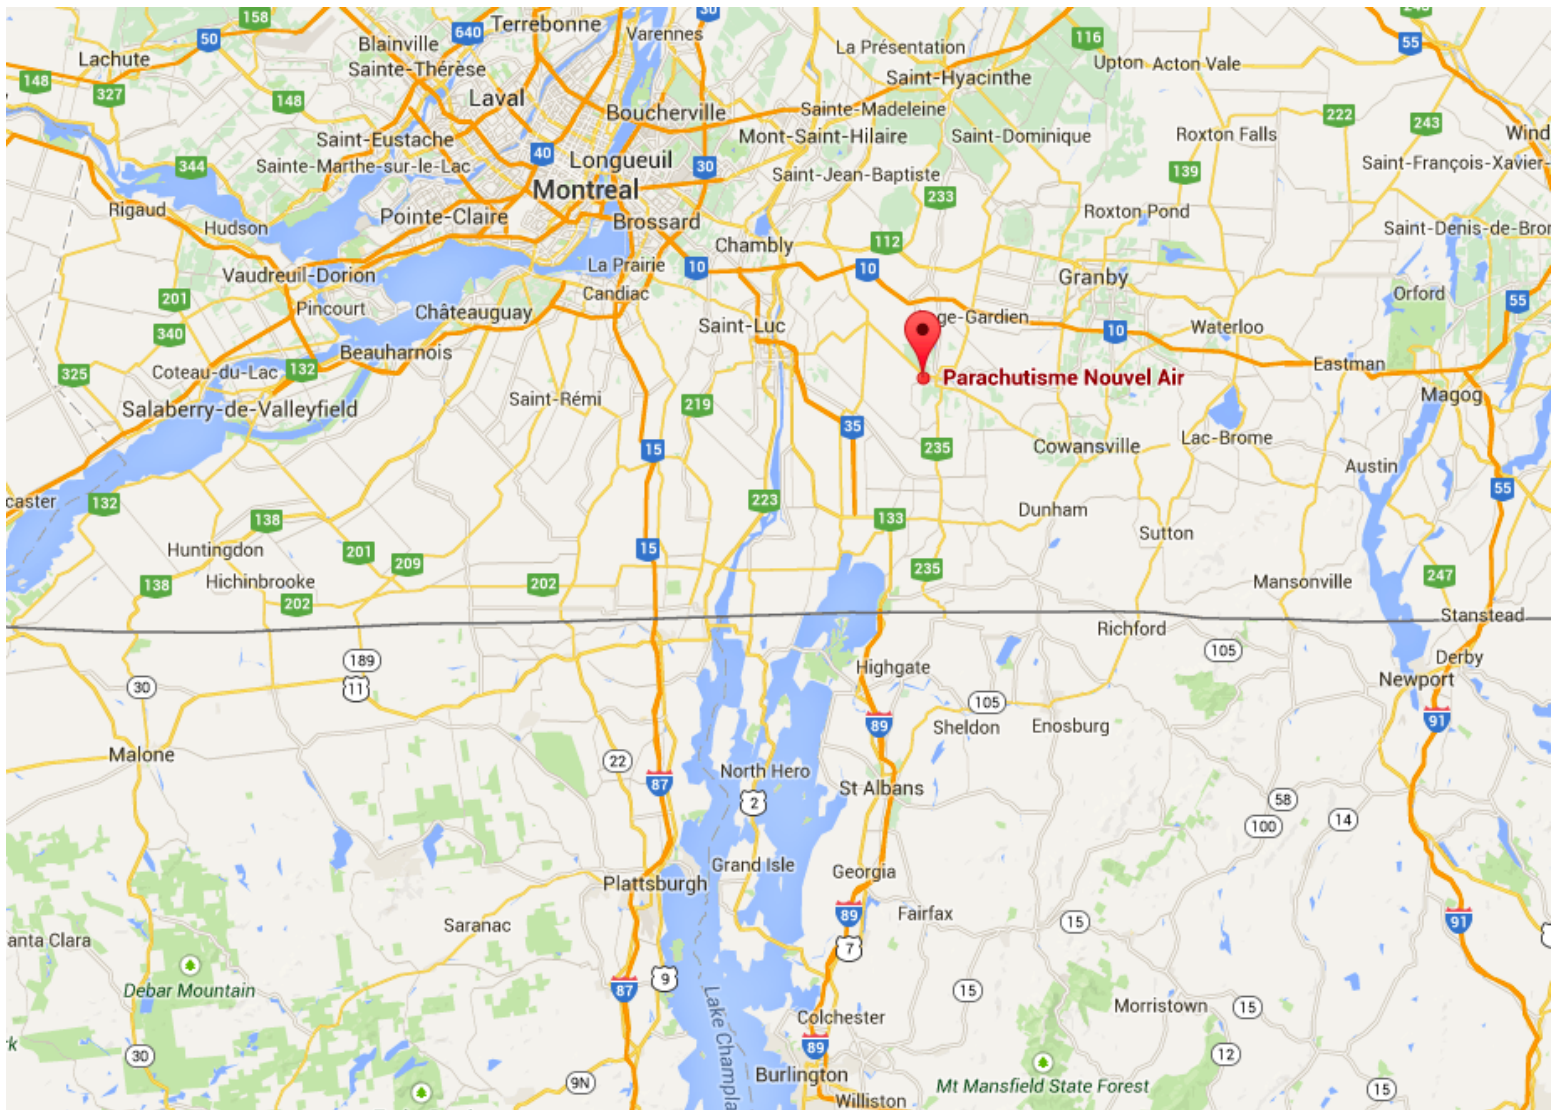 158
30
Terrebonne
243
50
640
Varennes
116
55
Blainville
La Présentation
Lachute
Upton
Acton Vale
Sainte-Thérèse
Saint-Hyacinthe
148
327
148
Laval
Boucherville
Sainte-Madeleine
222
243
Saint-Eustache
Mont-Saint-Hilaire
Saint-Dominique
Roxton Falls
Wind
344
Sainte-Marthe-sur-le-Lac
40
Longueuil
30
Saint-Jean-Baptiste
139
Saint-François-Xavier-
Montreal
233
Rigaud
Hudson
Pointe-Claire
Brossard
Roxton Pond
Saint-Denis-de-Bror
Chambly
112
Vaudreuil-Dorion
La Prairie
10
10
Granby
201
Pincourt
Châteauguay
Candiac
Orford
55
340
Saint-Luc
ge-Gardien
10
Waterloo
Beauharnois
325
Coteau-du-Lac
132
Eastman
Parachutisme Nouvel Air
Salaberry-de-Valleyfield
Saint-Rémi
219
Magog
35
15
235
Cowansville
Lac-Brome
Austin
caster
132
223
55
138
133
Dunham
Huntingdon
201
209
15
Sutton
138
Hichinbrooke
202
202
235
Mansonville
247
Stanstead
Richford
189
11
30
Highgate
105
Derby
Newport
105
Sheldon
Enosburg
89
91
Malone
22
87
North Hero
2
St Albans
58
100
14
Grand Isle
Georgia
Plattsburgh
89
Fairfax
15
91
Saranac
anta Clara
7
Debar Mountain
87
9
15
Lake Champla
Colchester
Morristown
15
rk
30
89
12
9N
Burlington
Mt Mansfield State Forest
15
Williston